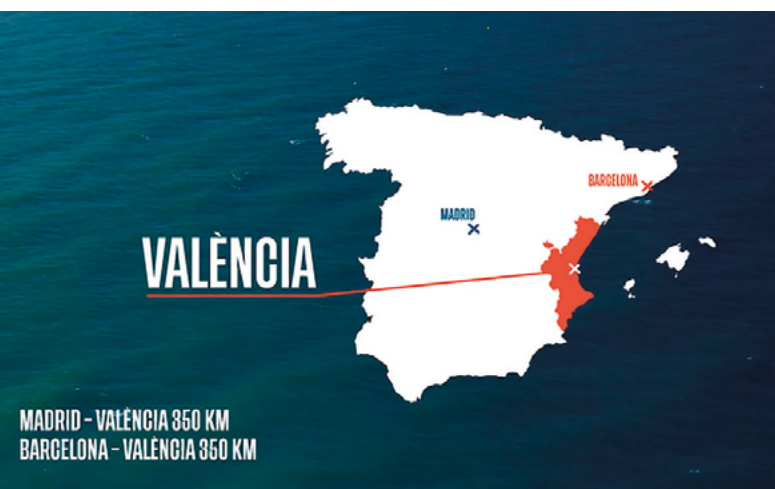 BARCELONA
MADRID
VALÈNCIA
MADRID – VALÈNCIA 350 KM
BARCELONA – VALÈNCIA 350 KM